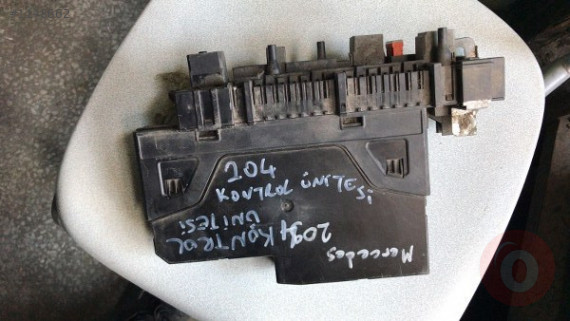 204
KONTROL ÜNİTESİ
Mercedes
204 KONTROL
ÜNİTESİ